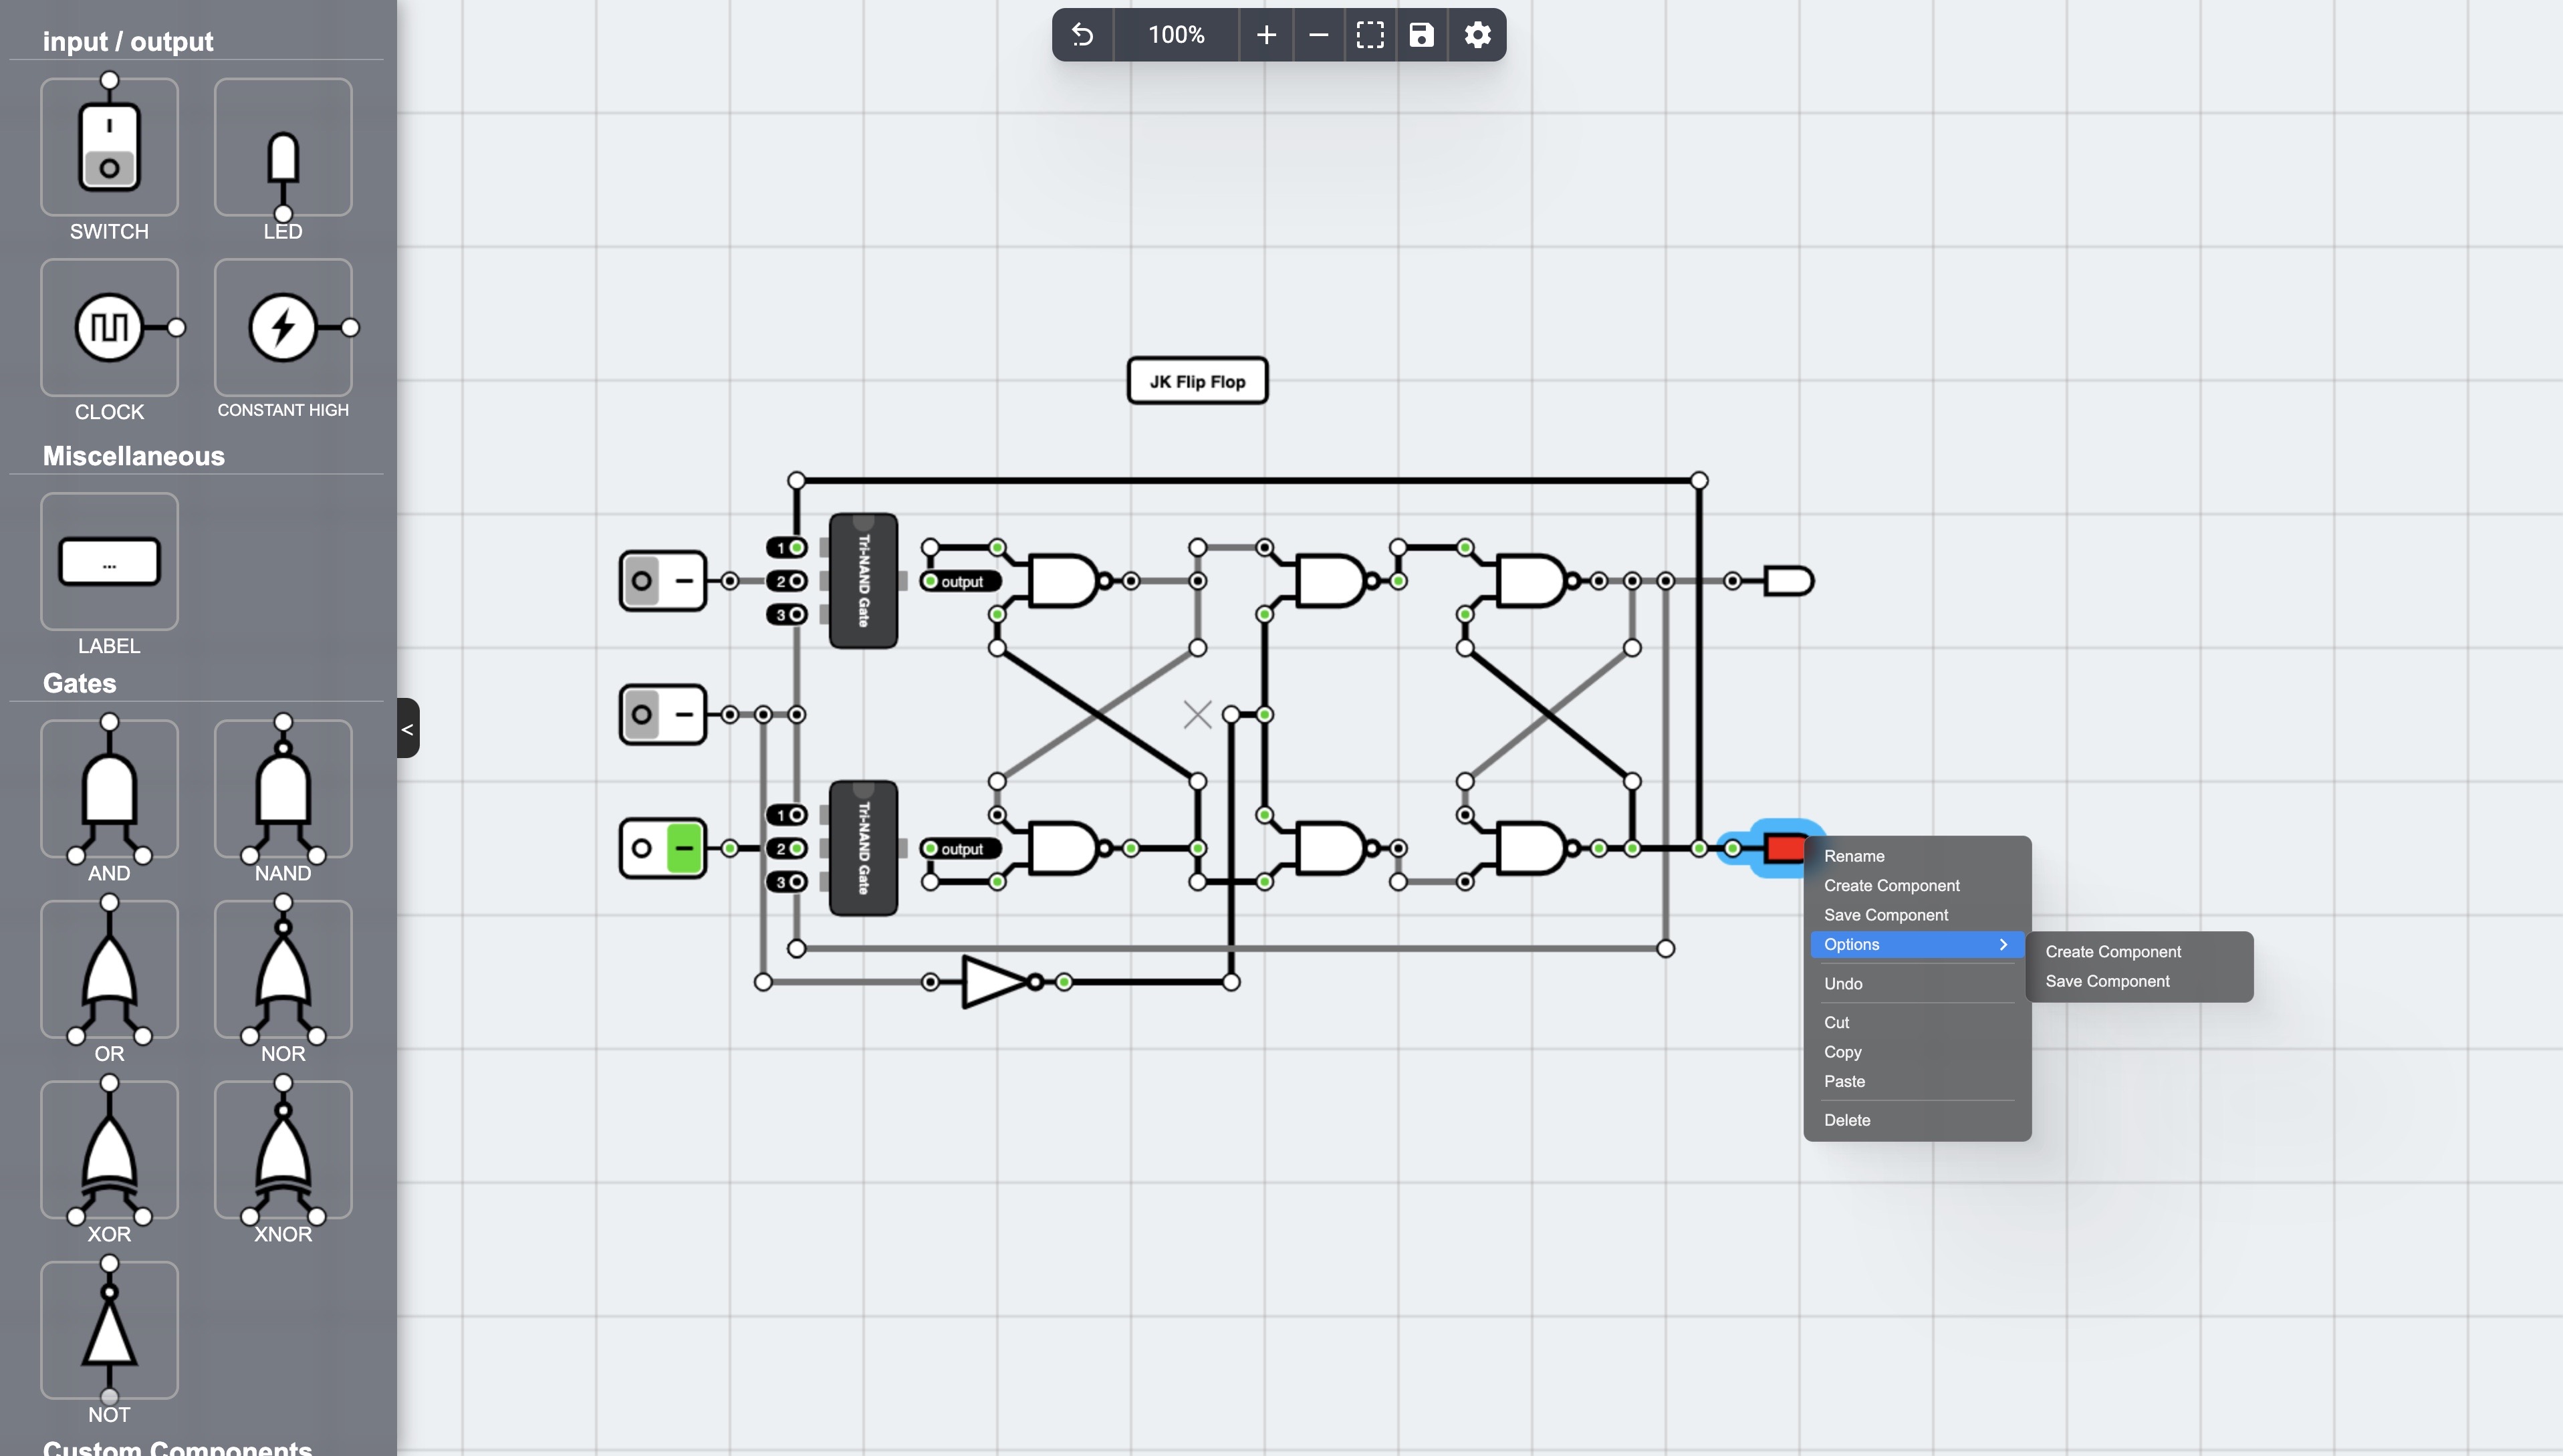 input / output
100%
SWITCH
LED
CLOCK
CONSTANT HIGH
Miscellaneous
...
LABEL
Gates
AND
NAND
OR
NOR
XOR
XNOR
NOT
Custom Components
<
JK Flip Flop
1
2
3
Tri-NAND Gate
output
1
2
3
Tri-NAND Gate
output
Rename
Create Component
Save Component
Options >
Undo
Cut
Copy
Paste
Delete
Create Component
Save Component